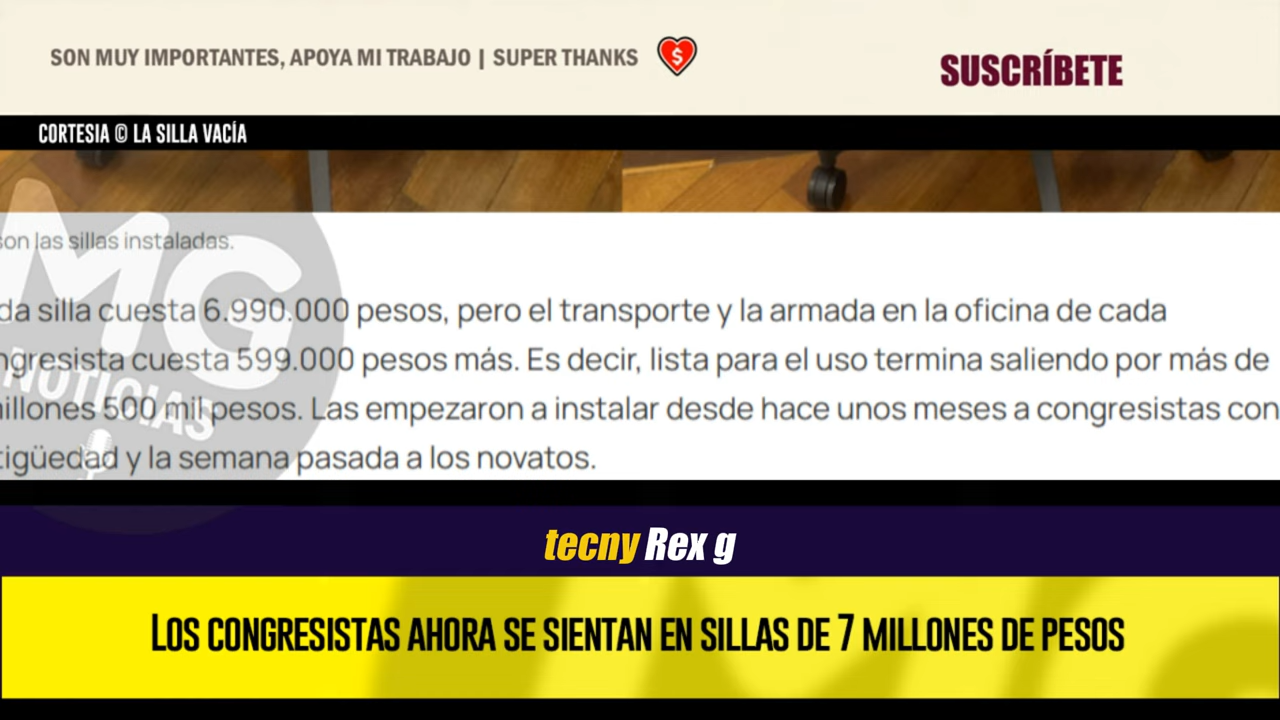 SON MUY IMPORTANTES, APOYA MI TRABAJO | SUPER THANKS $
SUSCRÍBETE
CORTESIA © LA SILLA VACÍA
son las sillas instaladas.
da silla cuesta 6.990.000 pesos, pero el transporte y la armada en la oficina de cada
ngresista cuesta 599.000 pesos más. Es decir, lista para el uso termina saliendo por más de
illones 500 mil pesos. Las empezaron a instalar desde hace unos meses a congresistas con
tigüedad y la semana pasada a los novatos.
MG
NOTICIAS
tecny Rex g
LOS CONGRESISTAS AHORA SE SIENTAN EN SILLAS DE 7 MILLONES DE PESOS